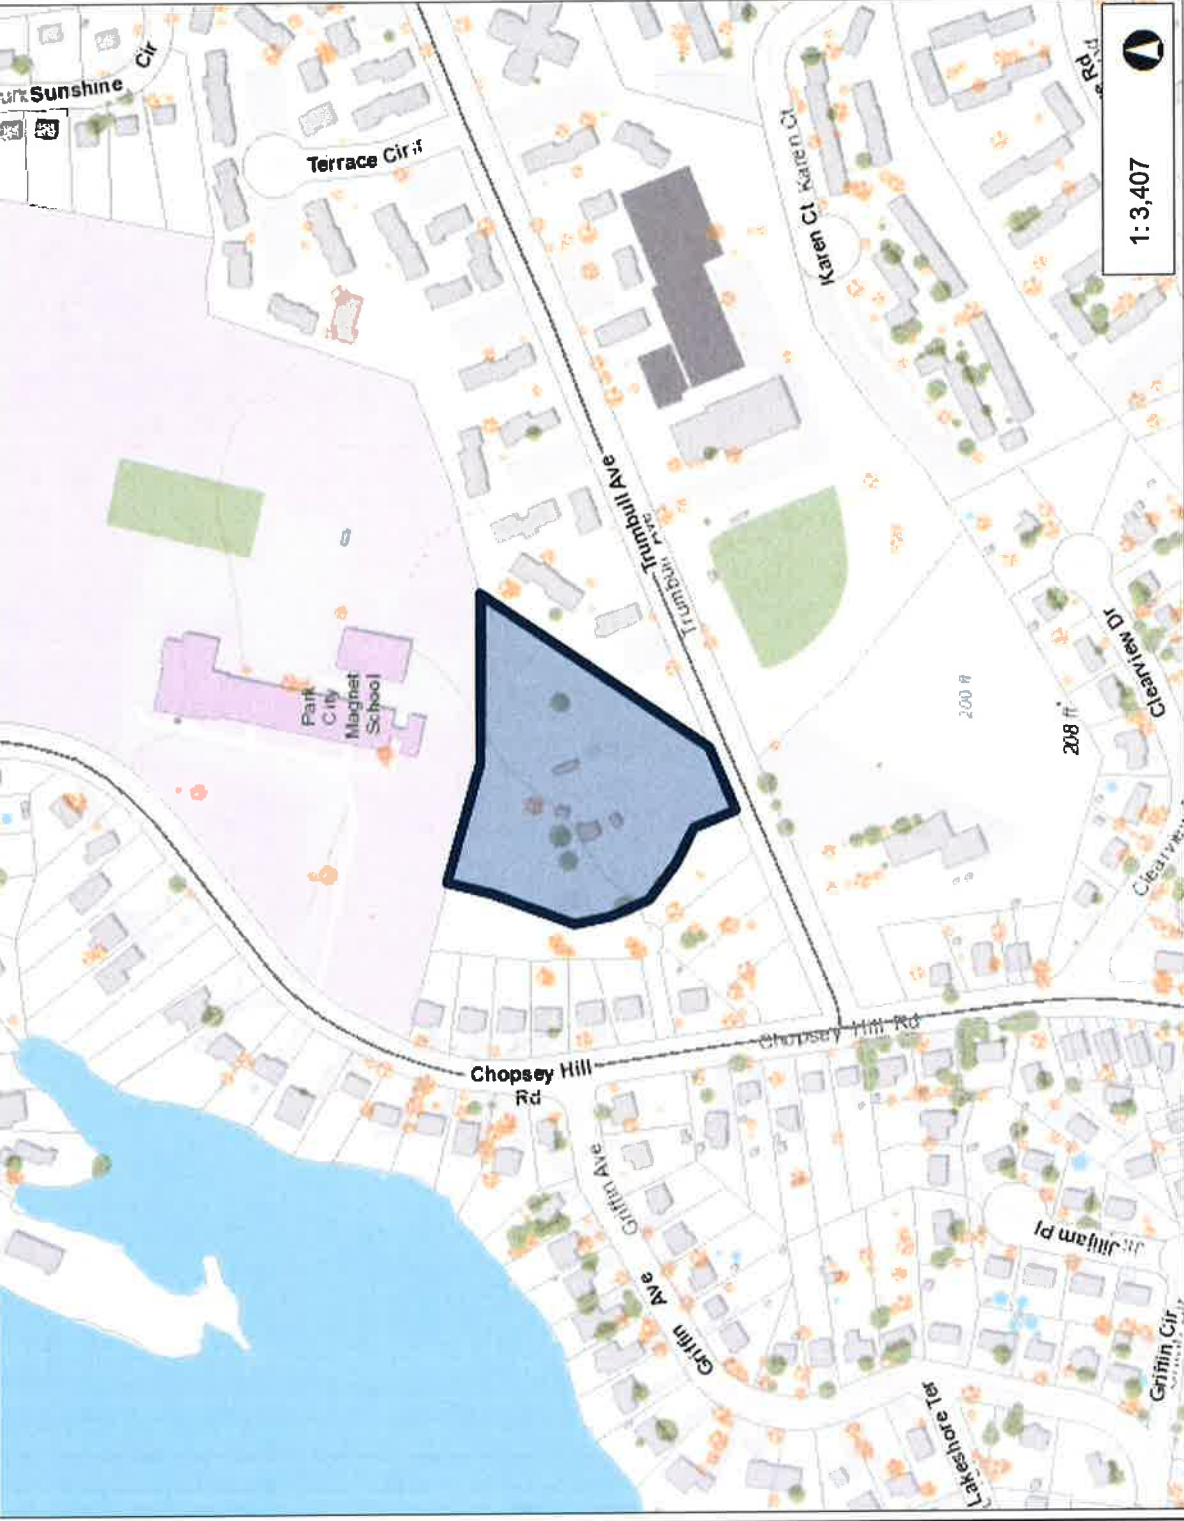 Sunshine
Cir
Terrace Cir
Rd
1: 3,407
Karen Ct
Karen Ct
Trumbull Ave
Trumbull Ave
Park
City
Magnet
School
200 ft
208 ft
Clearview Dr
Chopsey Hill Rd
Chopsey Hill
Rd
Griffin Ave
Griffin Ave
Jilijam Pl
Griffin Cir
Lakeshore Ter